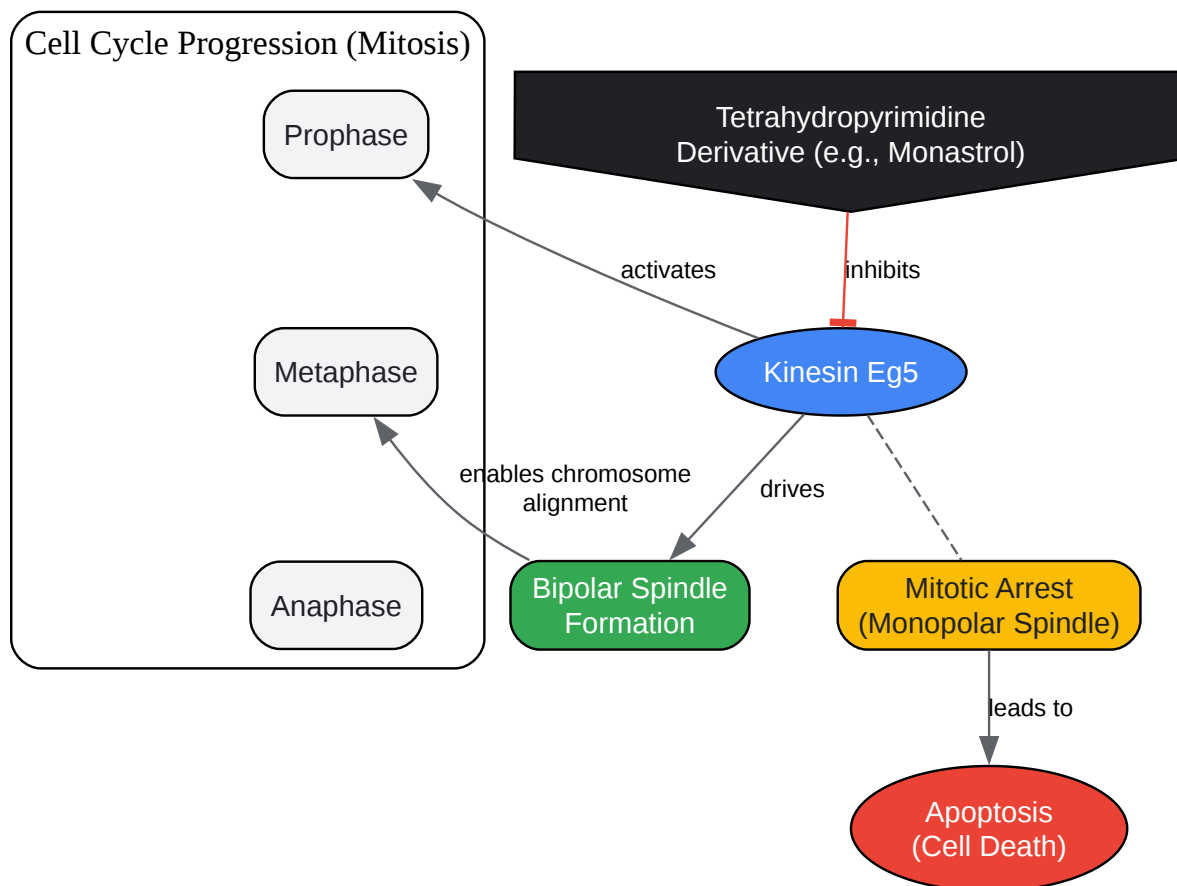 Cell Cycle Progression (Mitosis)
Prophase
Tetrahydropyrimidine
Derivative (e.g., Monastrol)
activates
inhibits
Metaphase
Kinesin Eg5
enables chromosome
alignment
drives
Anaphase
Bipolar Spindle
Formation
Mitotic Arrest
(Monopolar Spindle)
leads to
Apoptosis
(Cell Death)